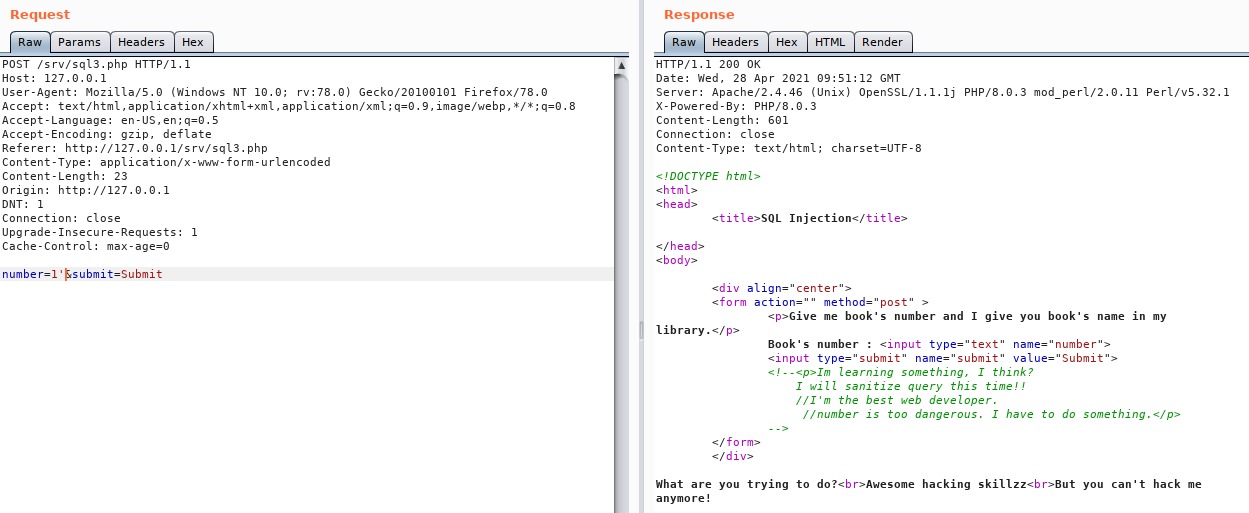 Request
Raw Params Headers Hex
POST /srv/sql3.php HTTP/1.1
Host: 127.0.0.1
User-Agent: Mozilla/5.0 (Windows NT 10.0; rv:78.0) Gecko/20100101 Firefox/78.0
Accept: text/html,application/xhtml+xml,application/xml;q=0.9,image/webp,*/*;q=0.8
Accept-Language: en-US,en;q=0.5
Accept-Encoding: gzip, deflate
Referer: http://127.0.0.1/srv/sql3.php
Content-Type: application/x-www-form-urlencoded
Content-Length: 23
Origin: http://127.0.0.1
DNT: 1
Connection: close
Upgrade-Insecure-Requests: 1
Cache-Control: max-age=0
number=1'&submit=Submit
Response
Raw Headers Hex HTML Render
HTTP/1.1 200 OK
Date: Wed, 28 Apr 2021 09:51:12 GMT
Server: Apache/2.4.46 (Unix) OpenSSL/1.1.1j PHP/8.0.3 mod_perl/2.0.11 Perl/v5.32.1
X-Powered-By: PHP/8.0.3
Content-Length: 601
Connection: close
Content-Type: text/html; charset=UTF-8
<!DOCTYPE html>
<html>
<head>
<title>SQL Injection</title>
</head>
<body>
<div align="center">
<form action="" method="post" >
<p>Give me book's number and I give you book's name in my
library.</p>
Book's number : <input type="text" name="number">
<input type="submit" name="submit" value="Submit">
<!--<p>Im learning something, I think?
I will sanitize query this time!!
//I'm the best web developer.
//number is too dangerous. I have to do something.</p>
-->
</form>
</div>
What are you trying to do?<br>Awesome hacking skillzz<br>But you can't hack me
anymore!